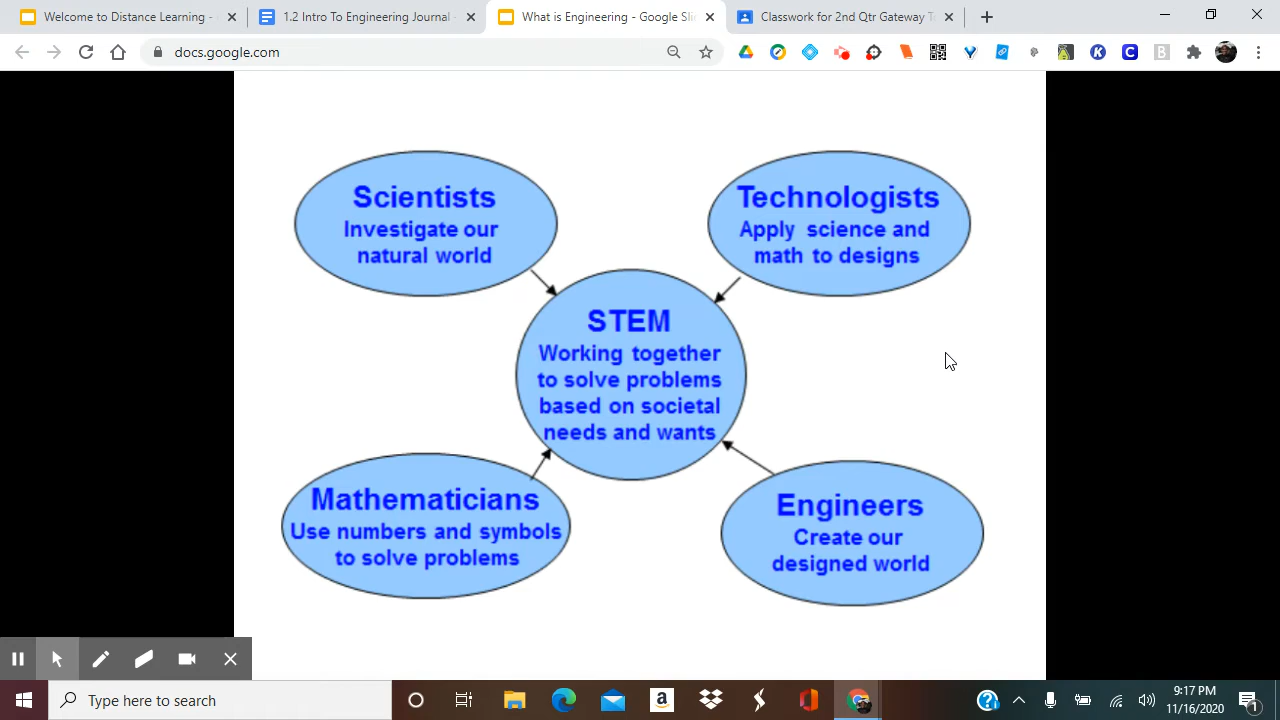 Welcome to Distance Learning -
1.2 Intro To Engineering Journal -
What is Engineering - Google Sli
Classwork for 2nd Qtr Gateway T
docs.google.com
Scientists
Investigate our
natural world
Technologists
Apply science and
math to designs
STEM
Working together
to solve problems
based on societal
needs and wants
Mathematicians
Use numbers and symbols
to solve problems
Engineers
Create our
designed world
Type here to search
9:17 PM
11/16/2020